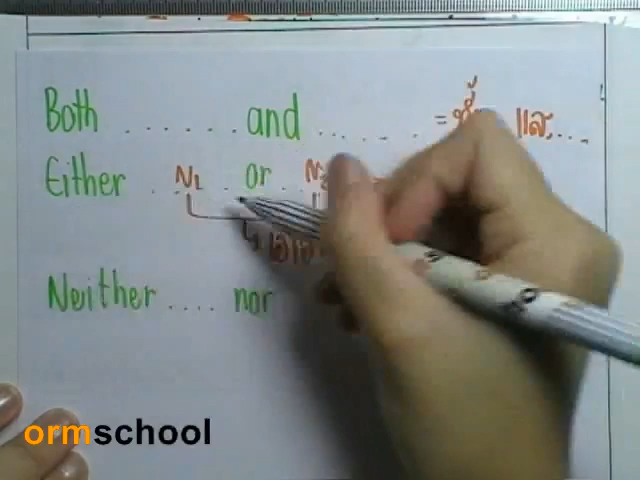 Both ........ and ....... = ทั้ง และ....
Either .. N1 .. or .. N2
Neither .... nor
ormschool